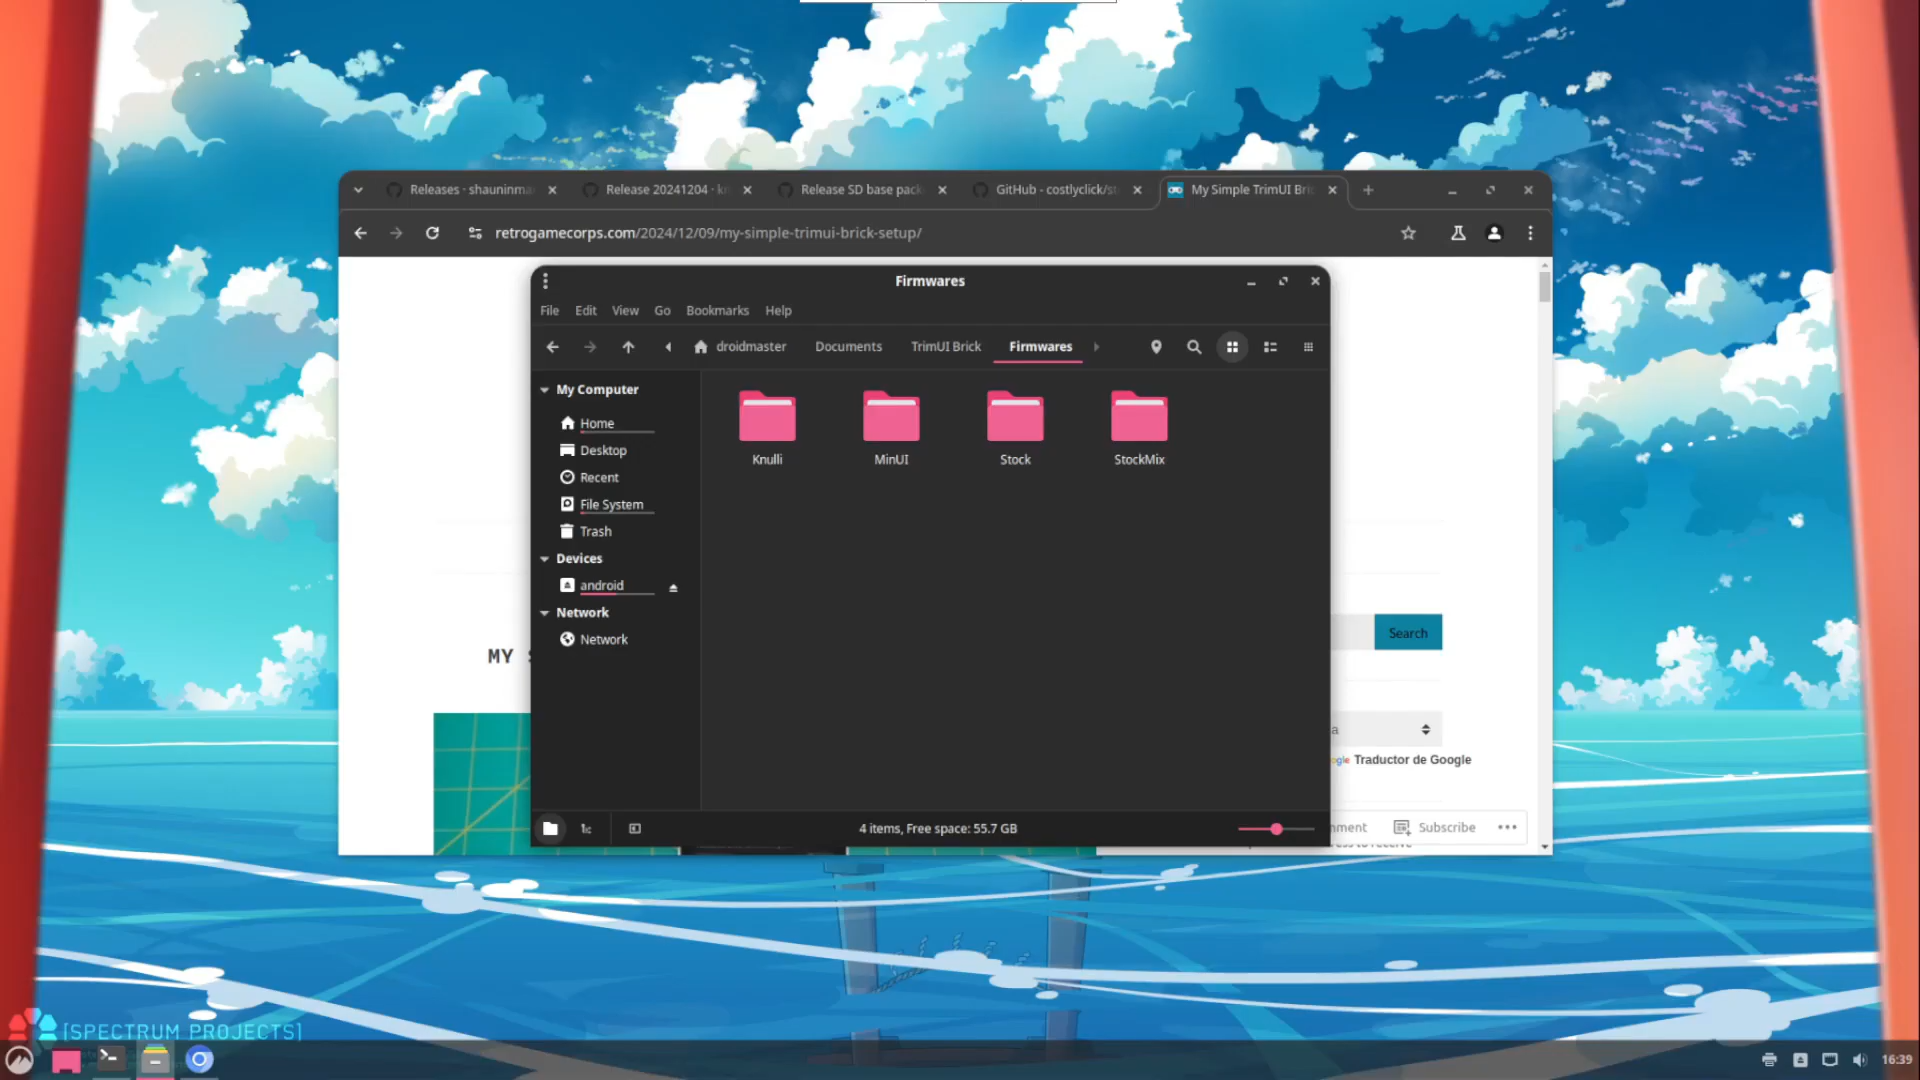 Releases · shauninma
Release 20241204 · kn
Release SD base pack
GitHub - costlyclick/st
My Simple TrimUI Bri
retrogamecorps.com/2024/12/09/my-simple-trimui-brick-setup/
Firmwares
File Edit View Go Bookmarks Help
droidmaster Documents TrimUI Brick Firmwares
My Computer
Home
Desktop
Recent
File System
Trash
Devices
android
Network
Network
Knulli MinUI Stock StockMix
4 items, Free space: 55.7 GB
MY
Search
Traductor de Google
Subscribe
[SPECTRUM PROJECTS]
16:39